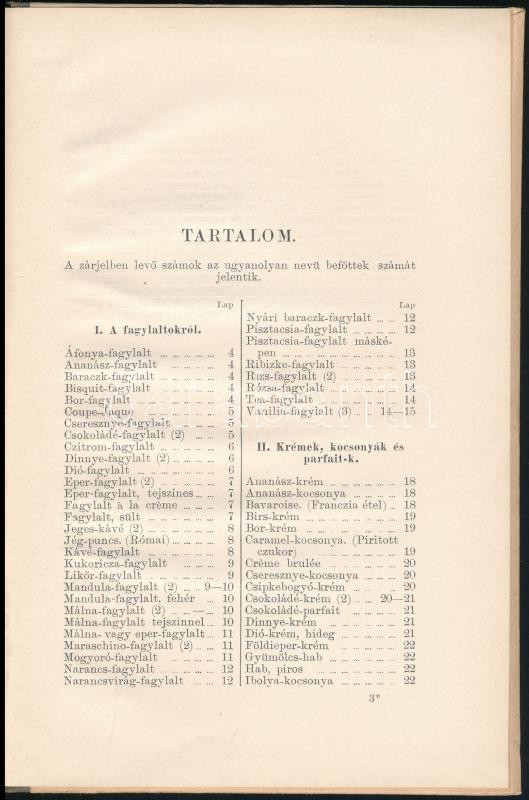 TARTALOM.
A zárjelben levő számok az ugyanolyan nevü befőttek számát
jelentik.
Lap
I. A fagylaltokról.
Áfonya-fagylalt ... ... ... ... ... 4
Ananász-fagylalt ... ... ... ... 4
Baraczk-fagylalt ... ... ... ... 4
Bisquit-fagylalt ... ... ... ... 4
Bor-fagylalt ... ... ... ... ... 4
Coupe-Jaque ... ... ... ... ... 5
Cseresznye-fagylalt ... ... ... 5
Csokoládé-fagylalt (2) ... ... 5
Czitrom-fagylalt ... ... ... ... 6
Dinnye-fagylalt (2) ... ... ... 6
Dió-fagylalt ... ... ... ... ... 6
Eper-fagylalt (2) ... ... ... ... 7
Eper-fagylalt, tejszines ... ... 7
Fagylalt à la crème ... ... ... 7
Fagylalt, sült ... ... ... ... ... 7
Jeges-kávé (2) ... ... ... ... 8
Jég-puncs. (Római) ... ... ... 8
Kávé-fagylalt ... ... ... ... 8
Kukoricza-fagylalt ... ... ... 9
Likőr-fagylalt ... ... ... ... 9
Mandula-fagylalt (2) ... ... 9—10
Mandula-fagylalt, fehér ... 10
Málna-fagylalt (2) ... ... — ... 10
Málna-fagylalt tejszinnel ... 10
Málna- vagy eper-fagylalt ... 11
Maraschino-fagylalt (2) ... ... 11
Mogyoró-fagylalt ... ... ... 11
Narancs-fagylalt ... ... ... ... 12
Narancsvirág-fagylalt ... ... 12
Lap
Nyári baraczk-fagylalt ... ... 12
Pisztacsia-fagylalt ... ... ... 12
Pisztacsia-fagylalt máské-
pen ... ... ... ... ... ... ... 13
Ribizke-fagylalt ... ... ... ... 13
Rizs-fagylalt (2) ... ... ... ... 13
Rózsa-fagylalt ... ... ... ... 14
Tea-fagylalt ... ... ... ... ... 14
Vanilia-fagylalt (3) ... ... 14—15
II. Krémek, kocsonyák és
parfait-k.
Ananász-krém ... ... ... ... 18
Ananász-kocsonya ... ... ... 18
Bavaroise. (Franczia étel) ... 18
Birs-krém ... ... ... ... ... 19
Bor-krém ... ... ... ... ... 19
Caramel-kocsonya. (Piritott
czukor) ... ... ... ... ... 19
Crème brulée ... ... ... ... 20
Cseresznye-kocsonya ... ... ... 20
Csipkebogyó-krém ... ... ... 20
Csokoládé-krém (2) ... ... 20—21
Csokoládé-parfait ... ... ... 21
Dinnye-krém ... ... ... ... 21
Dió-krém, hideg ... ... ... ... 21
Földieper-krém ... ... ... ... 22
Gyümölcs-hab ... ... ... ... 22
Hab, piros ... ... ... ... ... 22
Ibolya-kocsonya ... ... ... ... 22
3*